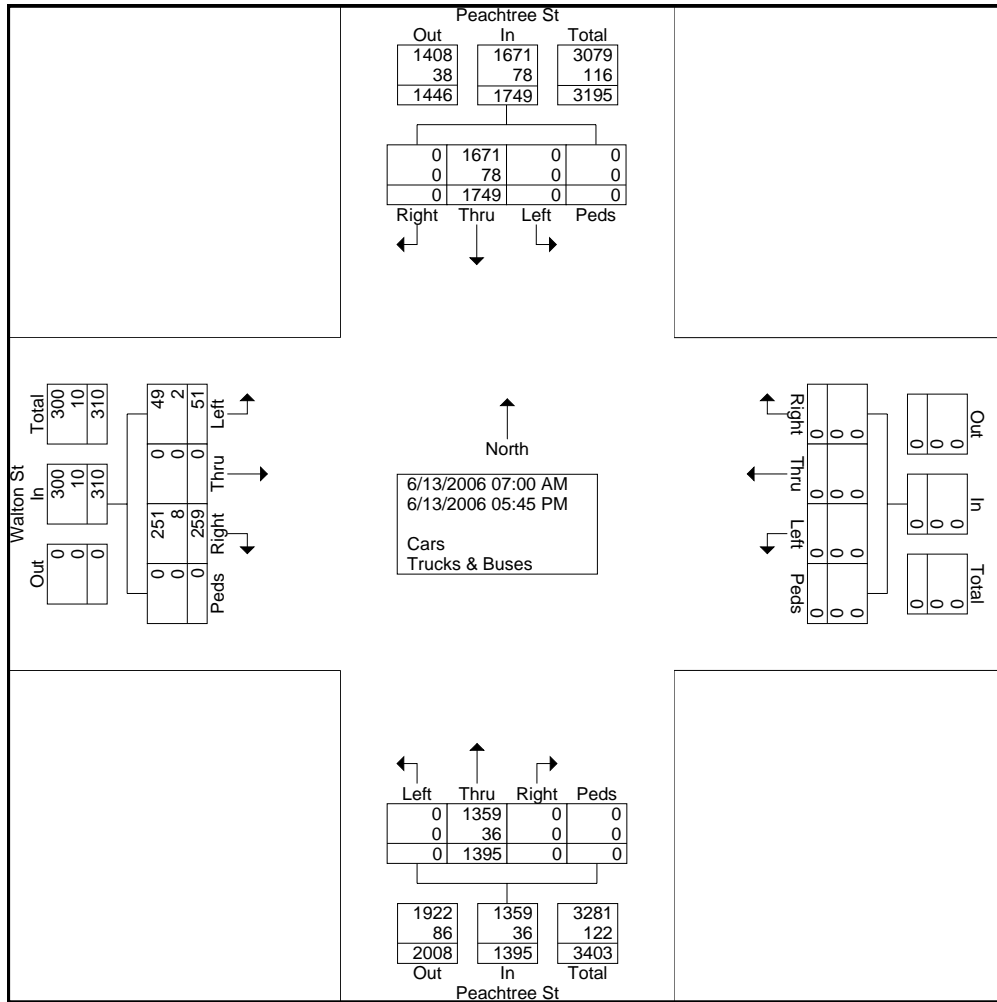 Peachtree St
Out In Total
1408 1671 3079
38 78 116
1446 1749 3195
0 1671 0 0
0 78 0 0
0 1749 0 0
Right Thru Left Peds
Walton St
Total In Out
300 300 0
10 10 0
310 310 0
49 0 251 0
2 0 8 0
51 0 259 0
Left Thru Right Peds
North
6/13/2006 07:00 AM
6/13/2006 05:45 PM
Cars
Trucks & Buses
Right Thru Left Peds
0 0 0 0
0 0 0 0
0 0 0 0
Out In Total
0 0 0
0 0 0
0 0 0
Left Thru Right Peds
0 1359 0 0
0 36 0 0
0 1395 0 0
1922 1359 3281
86 36 122
2008 1395 3403
Out In Total
Peachtree St